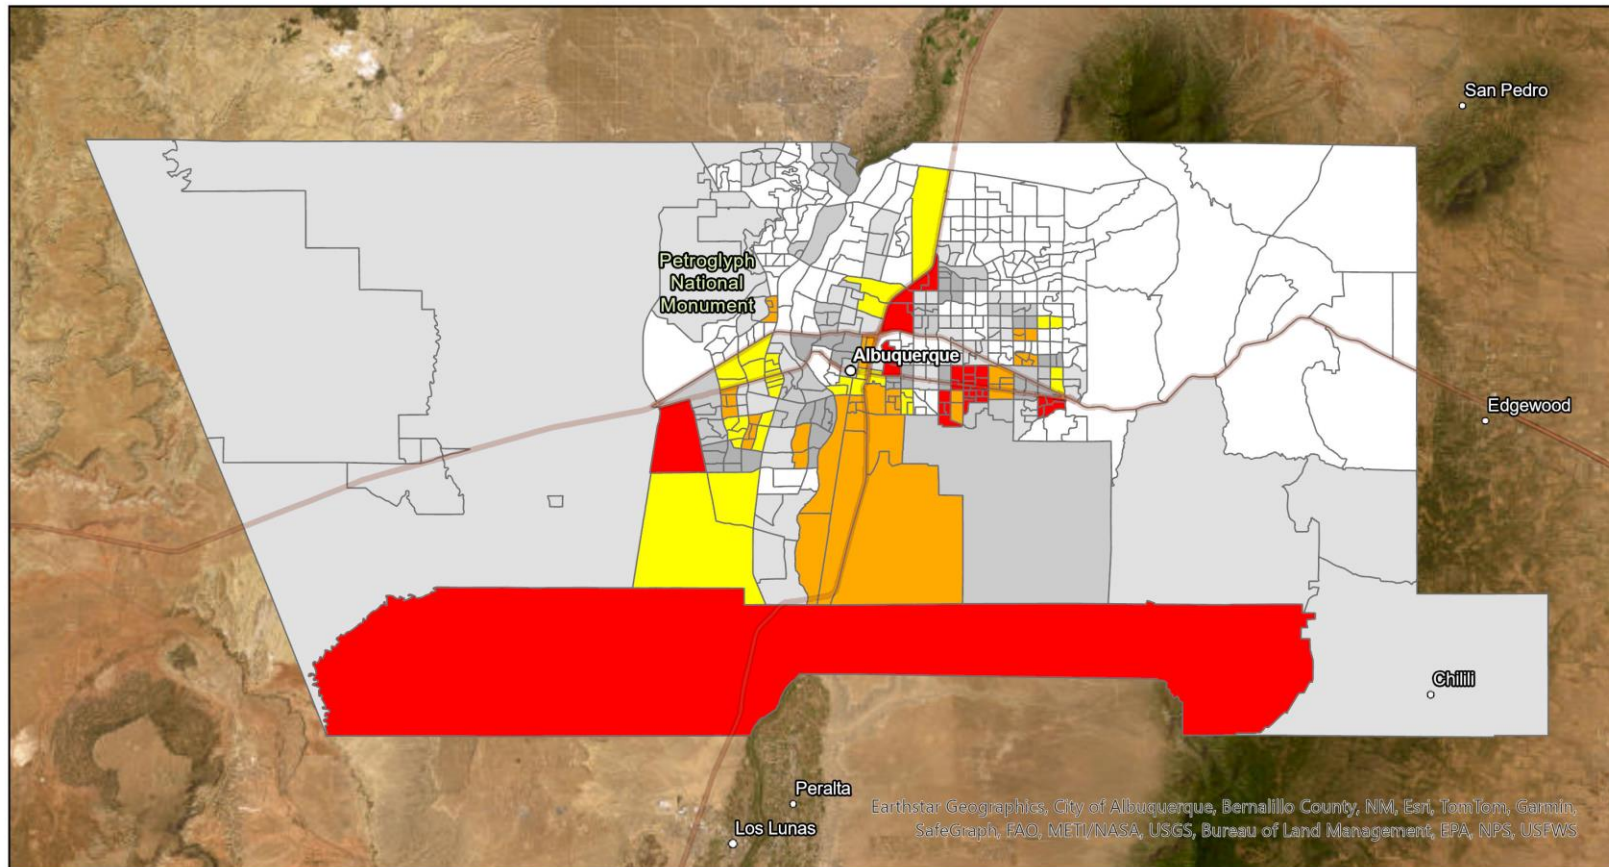 San Pedro
Petroglyph
National
Monument
Albuquerque
Edgewood
Chilili
Peralta
Los Lunas
Earthstar Geographics, City of Albuquerque, Bernalillo County, NM, Esri, TomTom, Garmin,
SafeGraph, FAO, METI/NASA, USGS, Bureau of Land Management, EPA, NPS, USFWS